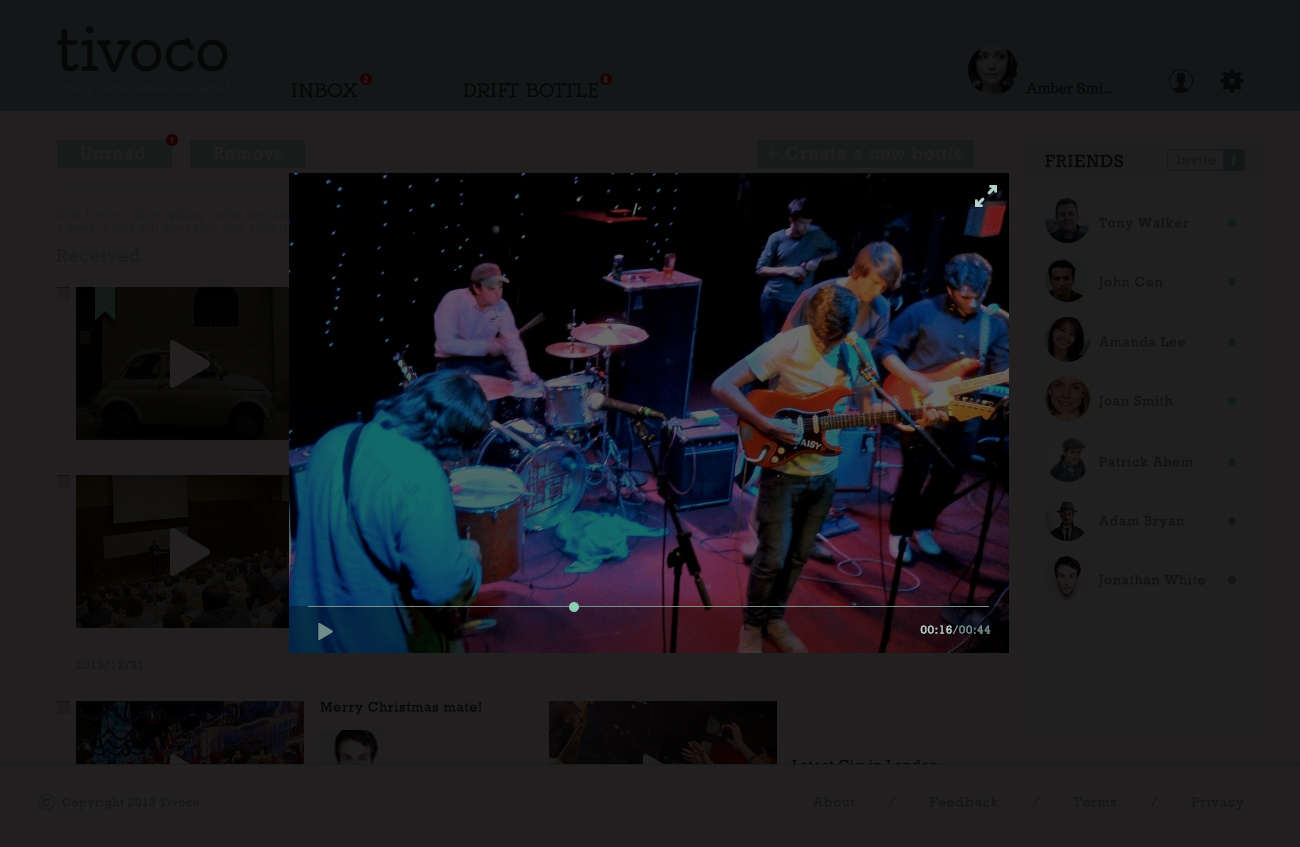 tivoco
INBOX 2
DRIFT BOTTLE 8
Amber Smi...
Unread 1
Remove
+ Create a new bottle
FRIENDS
Invite f
Received
Tony Walker
John Cen
Amanda Lee
Joan Smith
Patrick Ahem
Adam Bryan
Jonathan White
AISY
00:16/00:44
2013/12/31
Merry Christmas mate!
Latest Gig in London
© Copyright 2013 Tivoco
About / Feedback / Terms / Privacy